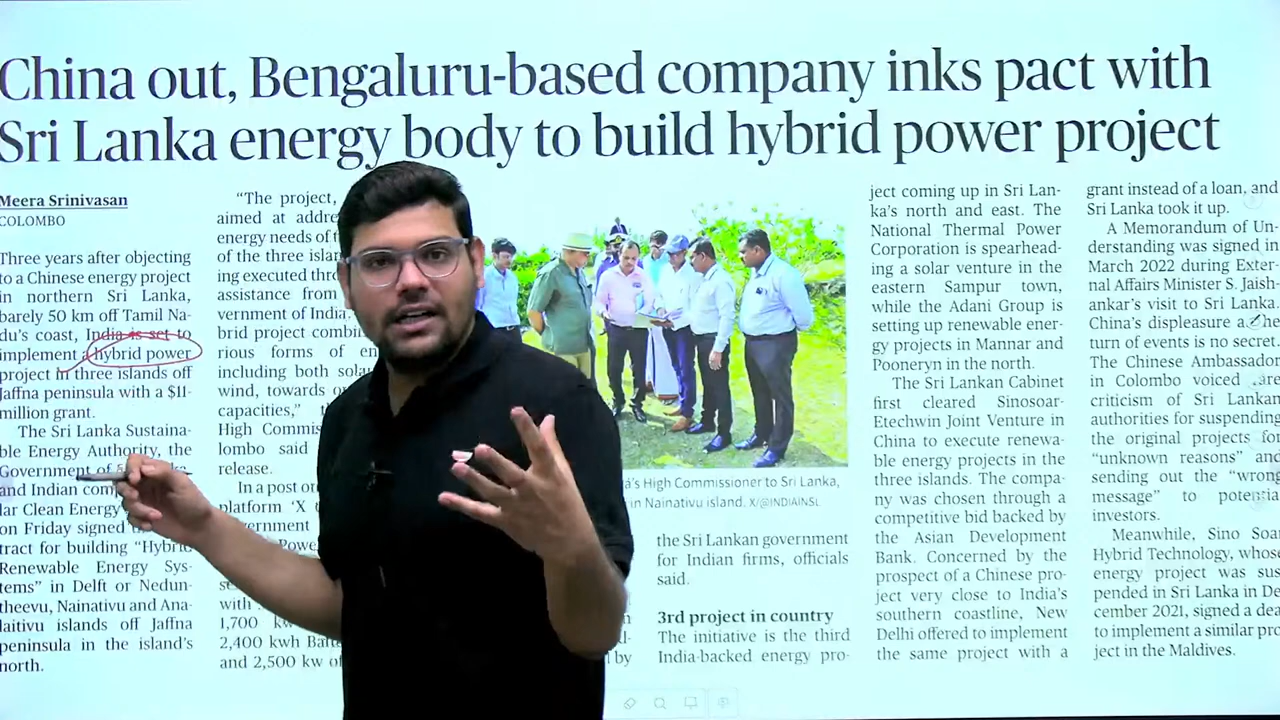 China out, Bengaluru-based company inks pact with
Sri Lanka energy body to build hybrid power project
Meera Srinivasan
COLOMBO
Three years after objecting
to a Chinese energy project
in northern Sri Lanka,
barely 50 km off Tamil Na-
du's coast, India is set to
implement a hybrid power
project in three islands off
Jaffna peninsula with a $11-
million grant.
The Sri Lanka Sustaina-
ble Energy Authority, the
Government of
and Indian
lar Clean Energy
on Friday signed
tract for building "Hybrid
Renewable Energy Sys-
tems" in Delft or Nedun-
theevu, Nainativu and Ana-
laitivu islands off Jaffna
peninsula in the island's
north.
"The project,
aimed at
energy needs of
of the three
ing executed
assistance from
vernment of India.
brid project
rious forms of
including both
wind, towards
capacities,"
High
lombo said
release.
In a post on
platform 'X
with
1,700
2,400 kwh
and 2,500 kw of
High Commissioner to Sri Lanka,
in Nainativu island. X/@INDIAINSL
by
the Sri Lankan government
for Indian firms, officials
said.
3rd project in country
The initiative is the third
India-backed energy pro-
ject coming up in Sri Lan-
ka's north and east. The
National Thermal Power
Corporation is spearhead-
ing a solar venture in the
eastern Sampur town,
while the Adani Group is
setting up renewable ener-
gy projects in Mannar and
Pooneryn in the north.
The Sri Lankan Cabinet
first cleared Sinosoar-
Etechwin Joint Venture in
China to execute renewa-
ble energy projects in the
three islands. The compa-
ny was chosen through a
competitive bid backed by
the Asian Development
Bank. Concerned by the
prospect of a Chinese pro-
ject very close to India's
southern coastline, New
Delhi offered to implement
the same project with a
grant instead of a loan, and
Sri Lanka took it up.
A Memorandum of Un-
derstanding was signed in
March 2022 during Exter-
nal Affairs Minister S. Jaish-
ankar's visit to Sri Lanka.
China's displeasure at the
turn of events is no secret.
The Chinese Ambassador
in Colombo voiced rare
criticism of Sri Lankan
authorities for suspending
the original projects for
"unknown reasons" and
sending out the "wrong
message" to potential
investors.
Meanwhile, Sino Soar
Hybrid Technology, whose
energy project was sus-
pended in Sri Lanka in De-
cember 2021, signed a deal
to implement a similar pro-
ject in the Maldives.